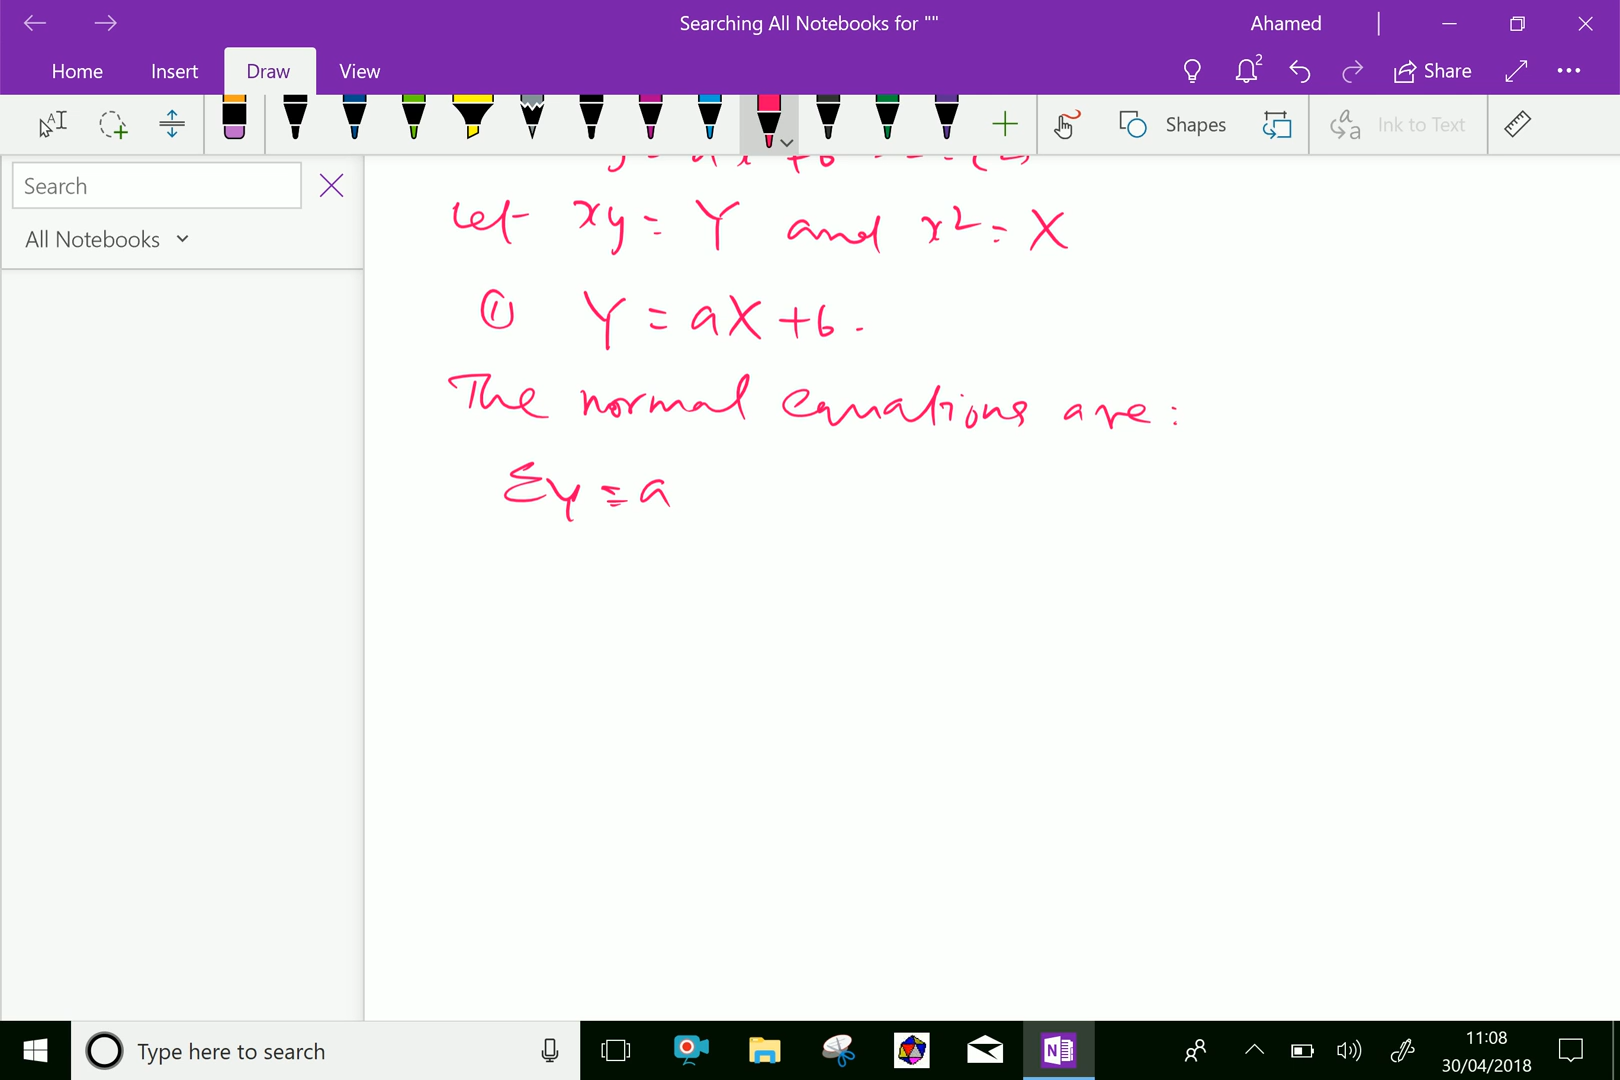 Searching All Notebooks for ""
Ahamed
Home Insert Draw View
2
Share
Shapes
Ink to Text
Search
All Notebooks
Let xy = Y and x2 = X
① Y = aX + b.
The normal equations are:
ΣY = a
Type here to search
11:08
30/04/2018